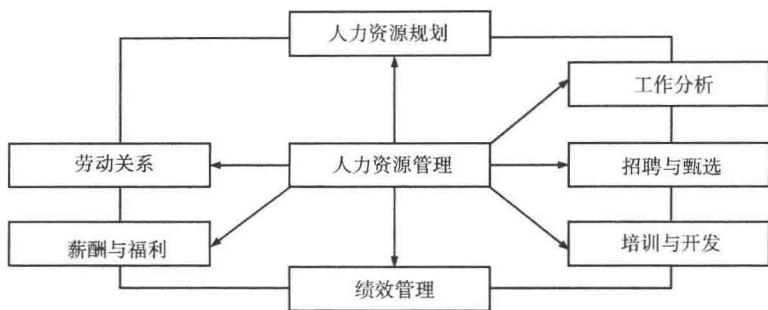 人力资源规划
工作分析
劳动关系
人力资源管理
招聘与甄选
薪酬与福利
培训与开发
绩效管理